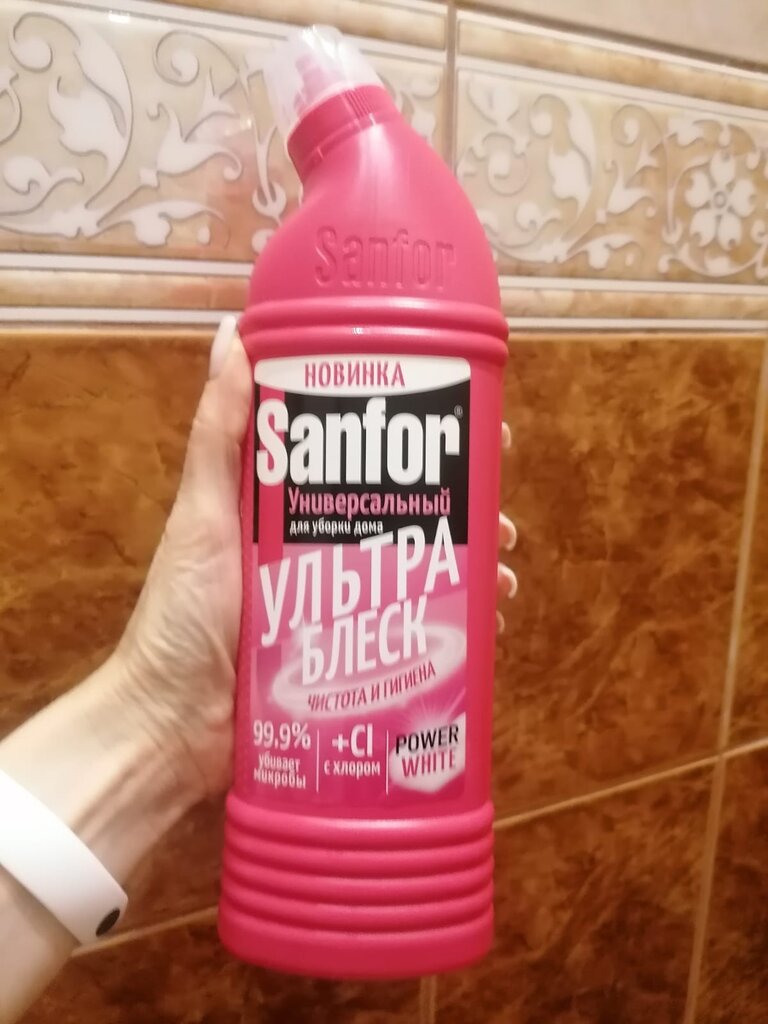 Sanfor
НОВИНКА
Sanfor®
Универсальный
для уборки дома
УЛЬТРА
БЛЕСК
ЧИСТОТА И ГИГИЕНА
99.9%
убивает
микробы
+Cl
с хлором
POWER
WHITE